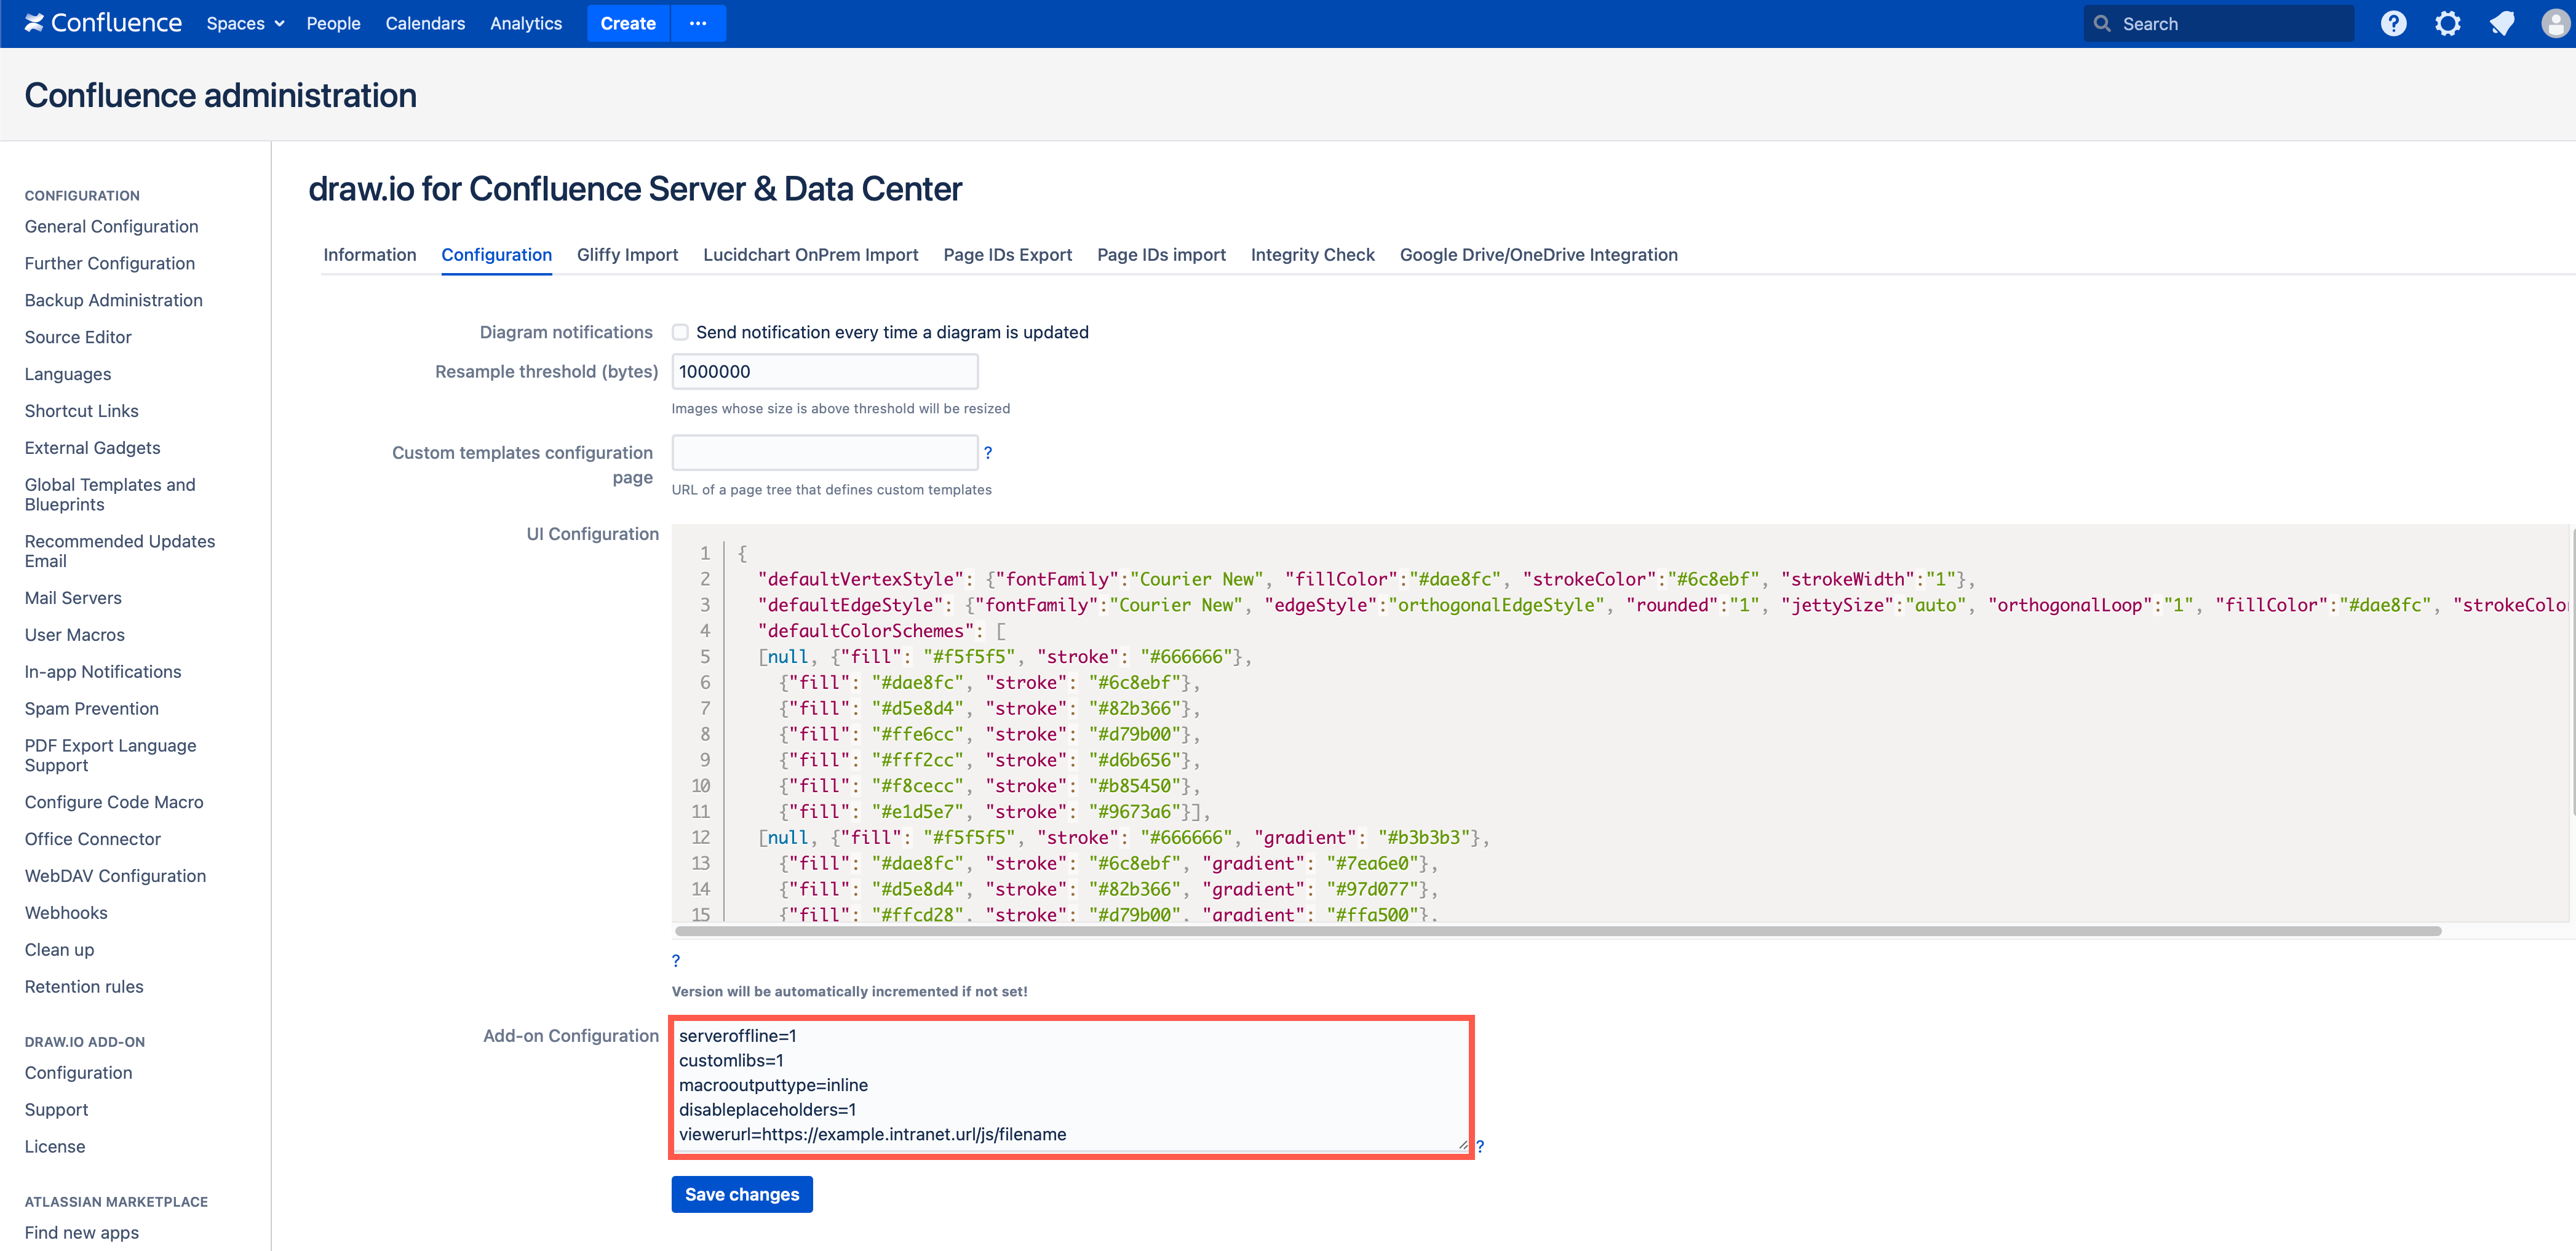 Confluence Spaces People Calendars Analytics Create ••• Search
Confluence administration
CONFIGURATION
General Configuration
Further Configuration
Backup Administration
Source Editor
Languages
Shortcut Links
External Gadgets
Global Templates and
Blueprints
Recommended Updates
Email
Mail Servers
User Macros
In-app Notifications
Spam Prevention
PDF Export Language
Support
Configure Code Macro
Office Connector
WebDAV Configuration
Webhooks
Clean up
Retention rules
DRAW.IO ADD-ON
Configuration
Support
License
ATLASSIAN MARKETPLACE
Find new apps
draw.io for Confluence Server & Data Center
Information Configuration Gliffy Import Lucidchart OnPrem Import Page IDs Export Page IDs import Integrity Check Google Drive/OneDrive Integration
Diagram notifications Send notification every time a diagram is updated
Resample threshold (bytes) 1000000
Images whose size is above threshold will be resized
Custom templates configuration
page
?
URL of a page tree that defines custom templates
UI Configuration
1 {
2 "defaultVertexStyle": {"fontFamily":"Courier New", "fillColor":"#dae8fc", "strokeColor":"#6c8ebf", "strokeWidth":"1"},
3 "defaultEdgeStyle": {"fontFamily":"Courier New", "edgeStyle":"orthogonalEdgeStyle", "rounded":"1", "jettySize":"auto", "orthogonalLoop":"1", "fillColor":"#dae8fc", "strokeColo
4 "defaultColorSchemes": [
5 [null, {"fill": "#f5f5f5", "stroke": "#666666"},
6 {"fill": "#dae8fc", "stroke": "#6c8ebf"},
7 {"fill": "#d5e8d4", "stroke": "#82b366"},
8 {"fill": "#ffe6cc", "stroke": "#d79b00"},
9 {"fill": "#fff2cc", "stroke": "#d6b656"},
10 {"fill": "#f8cecc", "stroke": "#b85450"},
11 {"fill": "#e1d5e7", "stroke": "#9673a6"}],
12 [null, {"fill": "#f5f5f5", "stroke": "#666666", "gradient": "#b3b3b3"},
13 {"fill": "#dae8fc", "stroke": "#6c8ebf", "gradient": "#7ea6e0"},
14 {"fill": "#d5e8d4", "stroke": "#82b366", "gradient": "#97d077"},
15 {"fill": "#ffcd28", "stroke": "#d79b00", "gradient": "#ffa500"},
?
Version will be automatically incremented if not set!
Add-on Configuration
serveroffline=1
customlibs=1
macrooutputtype=inline
disableplaceholders=1
viewerurl=https://example.intranet.url/js/filename
?
Save changes